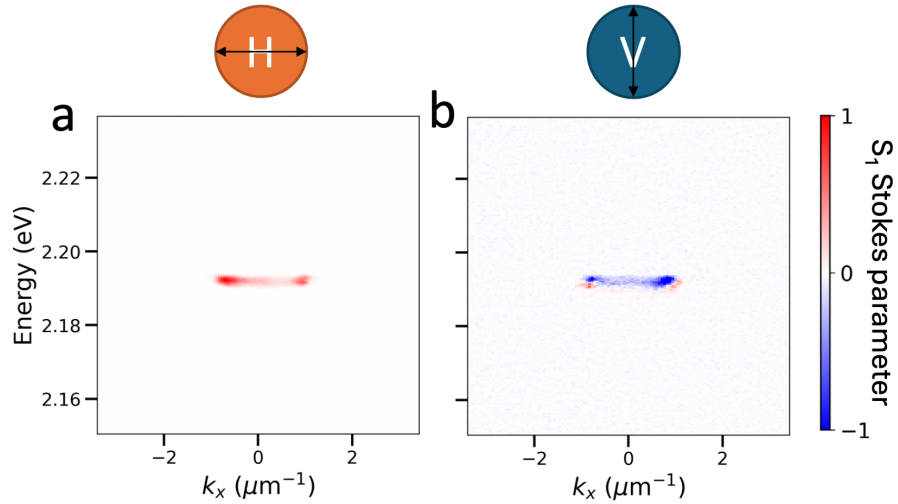 H
V
a
b
2.22
2.20
2.18
2.16
Energy (eV)
−2
0
2
kₓ (μm⁻¹)
−2
0
2
kₓ (μm⁻¹)
1
0
−1
S₁ Stokes parameter